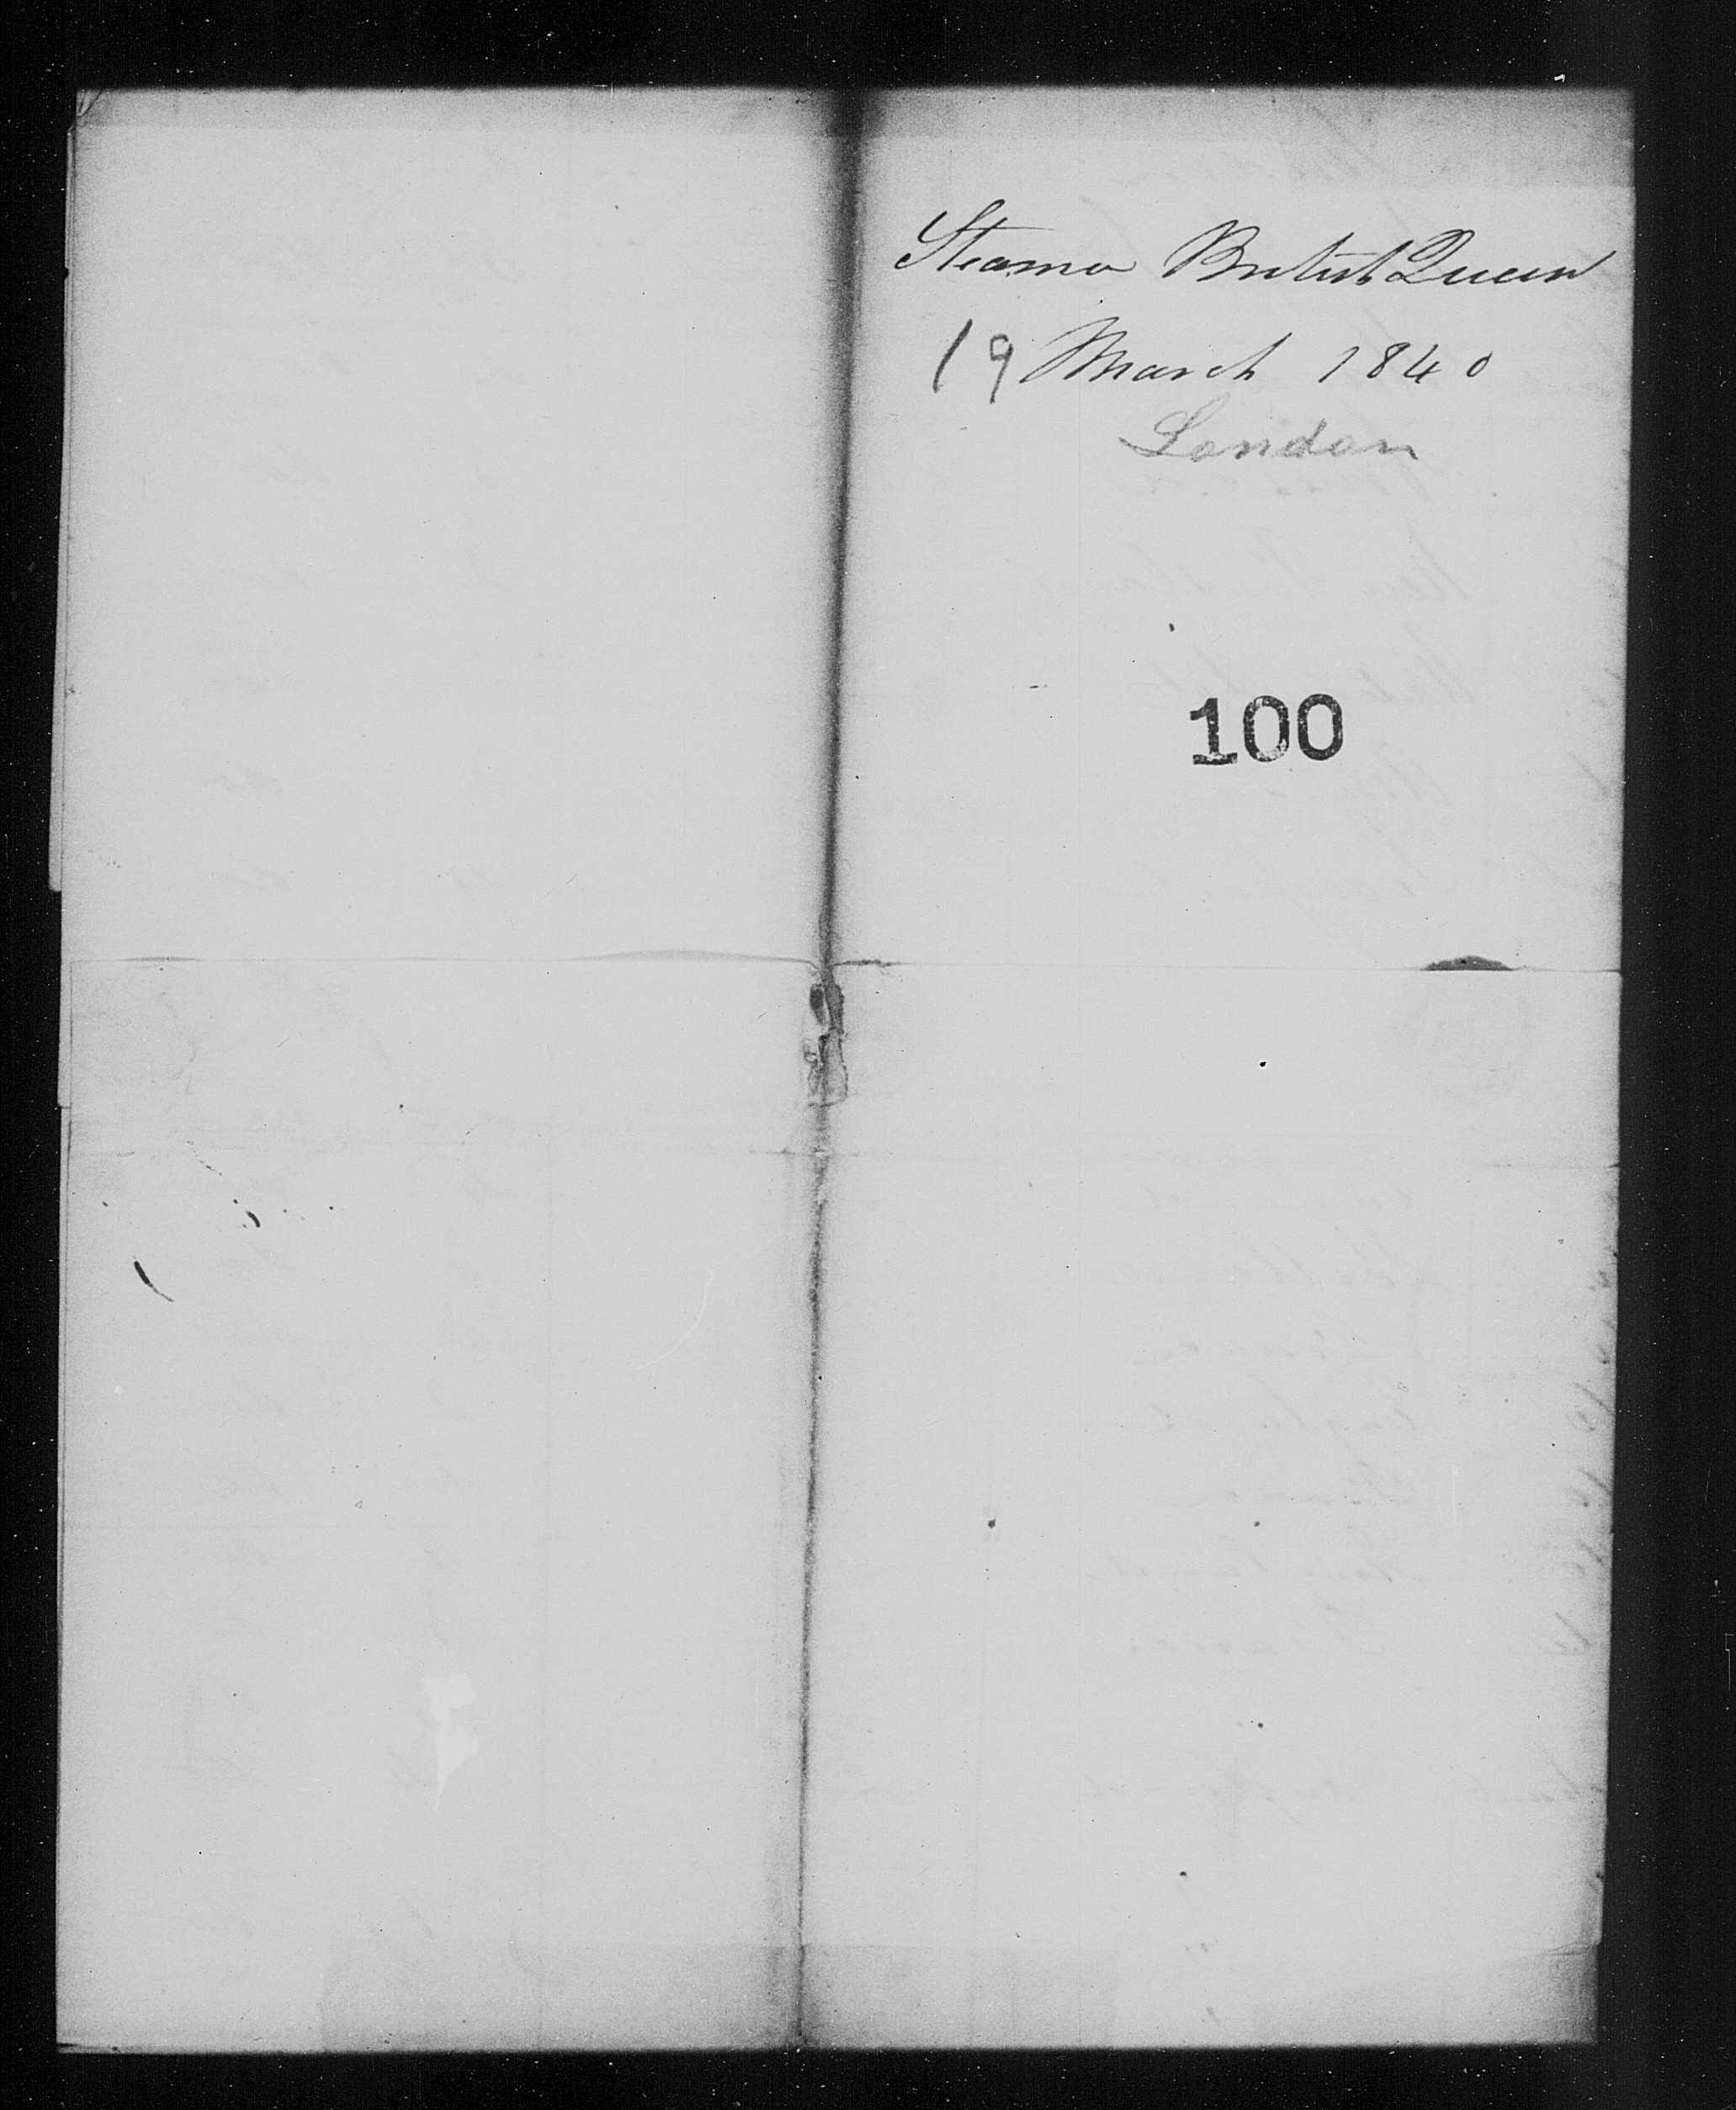 Steamer British Queen
19 March 1840
London
100